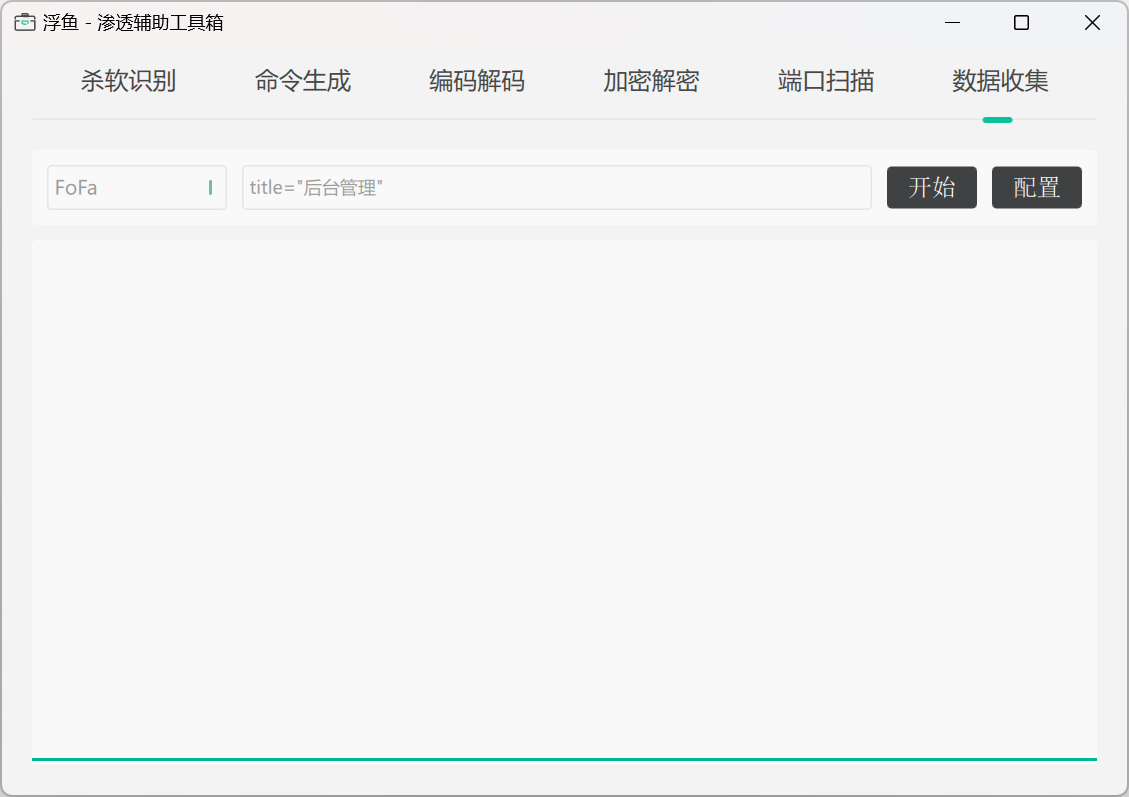 浮鱼 - 渗透辅助工具箱
杀软识别 命令生成 编码解码 加密解密 端口扫描 数据收集
FoFa title="后台管理" 开始 配置